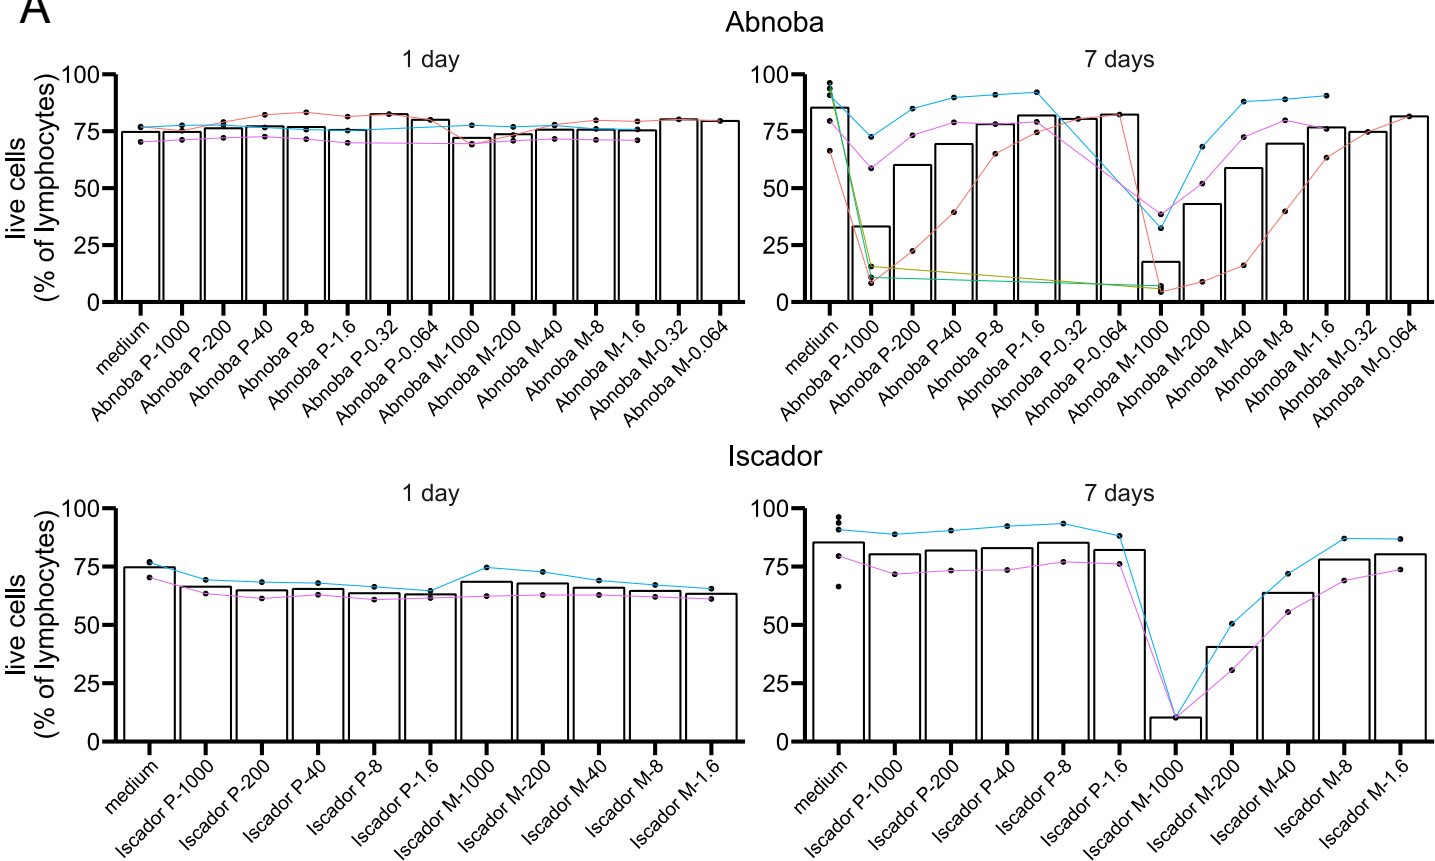 A
Abnoba
1 day
7 days
live cells
(% of lymphocytes)
100
75
50
25
0
medium
Abnoba P-1000
Abnoba P-200
Abnoba P-40
Abnoba P-8
Abnoba P-1.6
Abnoba P-0.32
Abnoba P-0.064
Abnoba M-1000
Abnoba M-200
Abnoba M-40
Abnoba M-8
Abnoba M-1.6
Abnoba M-0.32
Abnoba M-0.064
100
75
50
25
0
medium
Abnoba P-1000
Abnoba P-200
Abnoba P-40
Abnoba P-8
Abnoba P-1.6
Abnoba P-0.32
Abnoba P-0.064
Abnoba M-1000
Abnoba M-200
Abnoba M-40
Abnoba M-8
Abnoba M-1.6
Abnoba M-0.32
Abnoba M-0.064
Iscador
1 day
7 days
live cells
(% of lymphocytes)
100
75
50
25
0
medium
Iscador P-1000
Iscador P-200
Iscador P-40
Iscador P-8
Iscador P-1.6
Iscador M-1000
Iscador M-200
Iscador M-40
Iscador M-8
Iscador M-1.6
100
75
50
25
0
medium
Iscador P-1000
Iscador P-200
Iscador P-40
Iscador P-8
Iscador P-1.6
Iscador M-1000
Iscador M-200
Iscador M-40
Iscador M-8
Iscador M-1.6